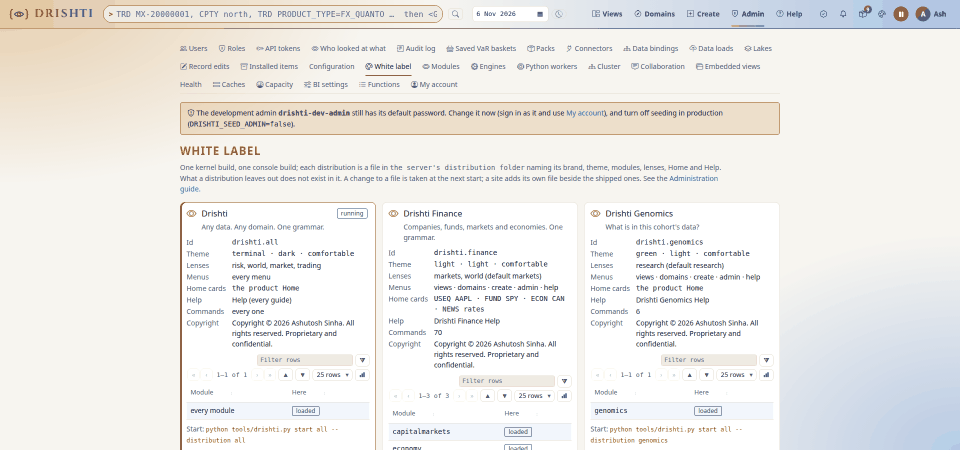 DRISHTI
> TRD MX-20000001, CPTY north, TRD PRODUCT_TYPE=FX_QUANTO … then <G
6 Nov 2026
Views Domains Create Admin Help
A Ash
Users Roles API tokens Who looked at what Audit log Saved VaR baskets Packs Connectors Data bindings Data loads Lakes
Record edits Installed items Configuration White label Modules Engines Python workers Cluster Collaboration Embedded views
Health Caches Capacity BI settings Functions My account
The development admin drishti-dev-admin still has its default password. Change it now (sign in as it and use My account), and turn off seeding in production
(DRISHTI_SEED_ADMIN=false).
WHITE LABEL
One kernel build, one console build; each distribution is a file in the server's distribution folder naming its brand, theme, modules, lenses, Home and Help.
What a distribution leaves out does not exist in it. A change to a file is taken at the next start; a site adds its own file beside the shipped ones. See the Administration
guide.
Drishti running
Any data. Any domain. One grammar.
Id drishti.all
Theme terminal · dark · comfortable
Lenses risk, world, market, trading
Menus every menu
Home cards the product Home
Help Help (every guide)
Commands every one
Copyright Copyright © 2026 Ashutosh Sinha. All
rights reserved. Proprietary and
confidential.
Filter rows
« ‹ 1–1 of 1 › » ▲ ▼ 25 rows
Module Here
every module loaded
Start: python tools/drishti.py start all --
distribution all
Drishti Finance
Companies, funds, markets and economies. One
grammar.
Id drishti.finance
Theme light · light · comfortable
Lenses markets, world (default markets)
Menus views · domains · create · admin · help
Home cards USEQ AAPL · FUND SPY · ECON CAN
· NEWS rates
Help Drishti Finance Help
Commands 70
Copyright Copyright © 2026 Ashutosh Sinha. All
rights reserved. Proprietary and
confidential.
Filter rows
« ‹ 1–3 of 3 › » ▲ ▼ 25 rows
Module Here
capitalmarkets loaded
economy loaded
Drishti Genomics
What is in this cohort's data?
Id drishti.genomics
Theme green · light · comfortable
Lenses research (default research)
Menus views · domains · create · admin · help
Home cards the product Home
Help Drishti Genomics Help
Commands 6
Copyright Copyright © 2026 Ashutosh Sinha. All
rights reserved. Proprietary and
confidential.
Filter rows
« ‹ 1–1 of 1 › » ▲ ▼ 25 rows
Module Here
genomics loaded
Start: python tools/drishti.py start all --
distribution genomics